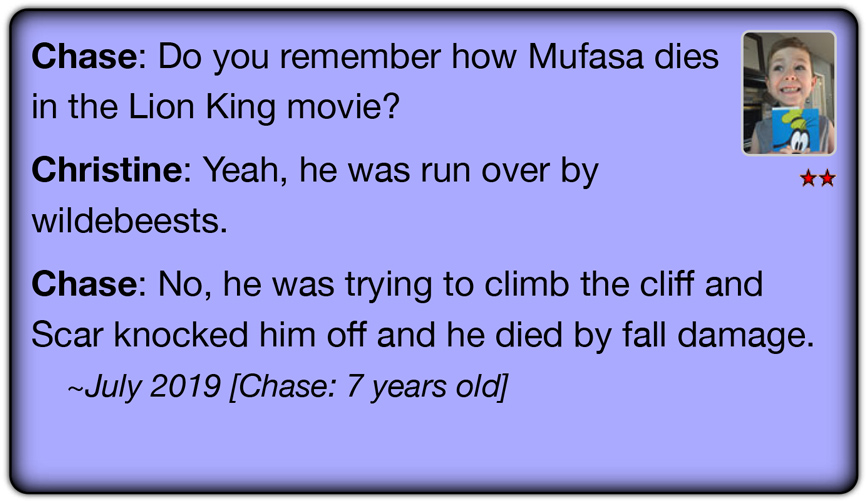 Chase: Do you remember how Mufasa dies
in the Lion King movie?
Christine: Yeah, he was run over by
wildebeests.
Chase: No, he was trying to climb the cliff and
Scar knocked him off and he died by fall damage.
~July 2019 [Chase: 7 years old]